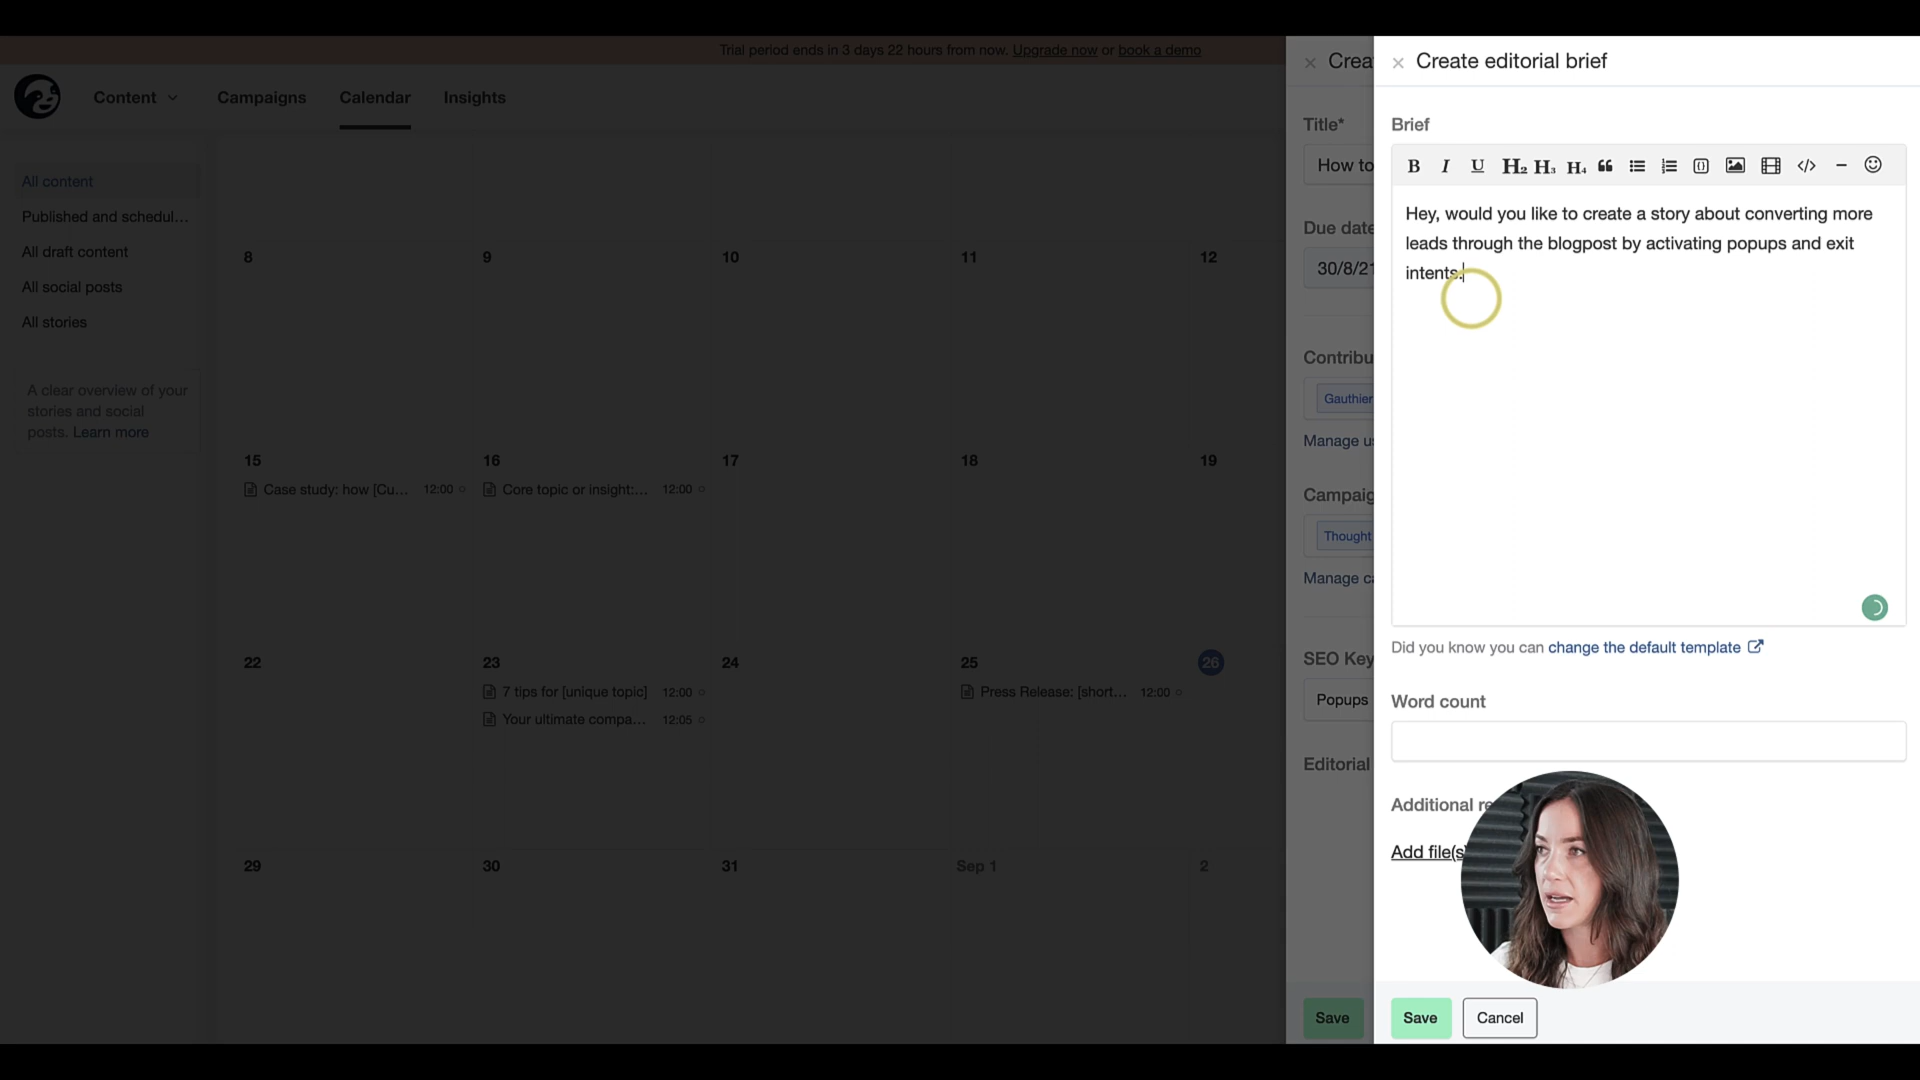 Trial period ends in 3 days 22 hours from now. Upgrade now or book a demo
Content
Campaigns
Calendar
Insights
All content
Published and schedul...
All draft content
All social posts
All stories
A clear overview of your
stories and social
posts. Learn more
8 9 10 11 12
15 16 17 18 19
Case study: how [Cu... 12:00
Core topic or insight:... 12:00
22 23 24 25 26
7 tips for [unique topic] 12:00
Press Release: [short... 12:00
Your ultimate compa... 12:05
29 30 31 Sep 1 2
Crea
Title*
How to
Due date
30/8/21
Contribu
Gauthier
Manage u
Campaig
Thought
Manage ca
SEO Key
Popups
Editorial
Save
Create editorial brief
Brief
B I U H2 H3 H4
Hey, would you like to create a story about converting more
leads through the blogpost by activating popups and exit
intents.
Did you know you can change the default template
Word count
Additional re
Add file(s)
Save
Cancel